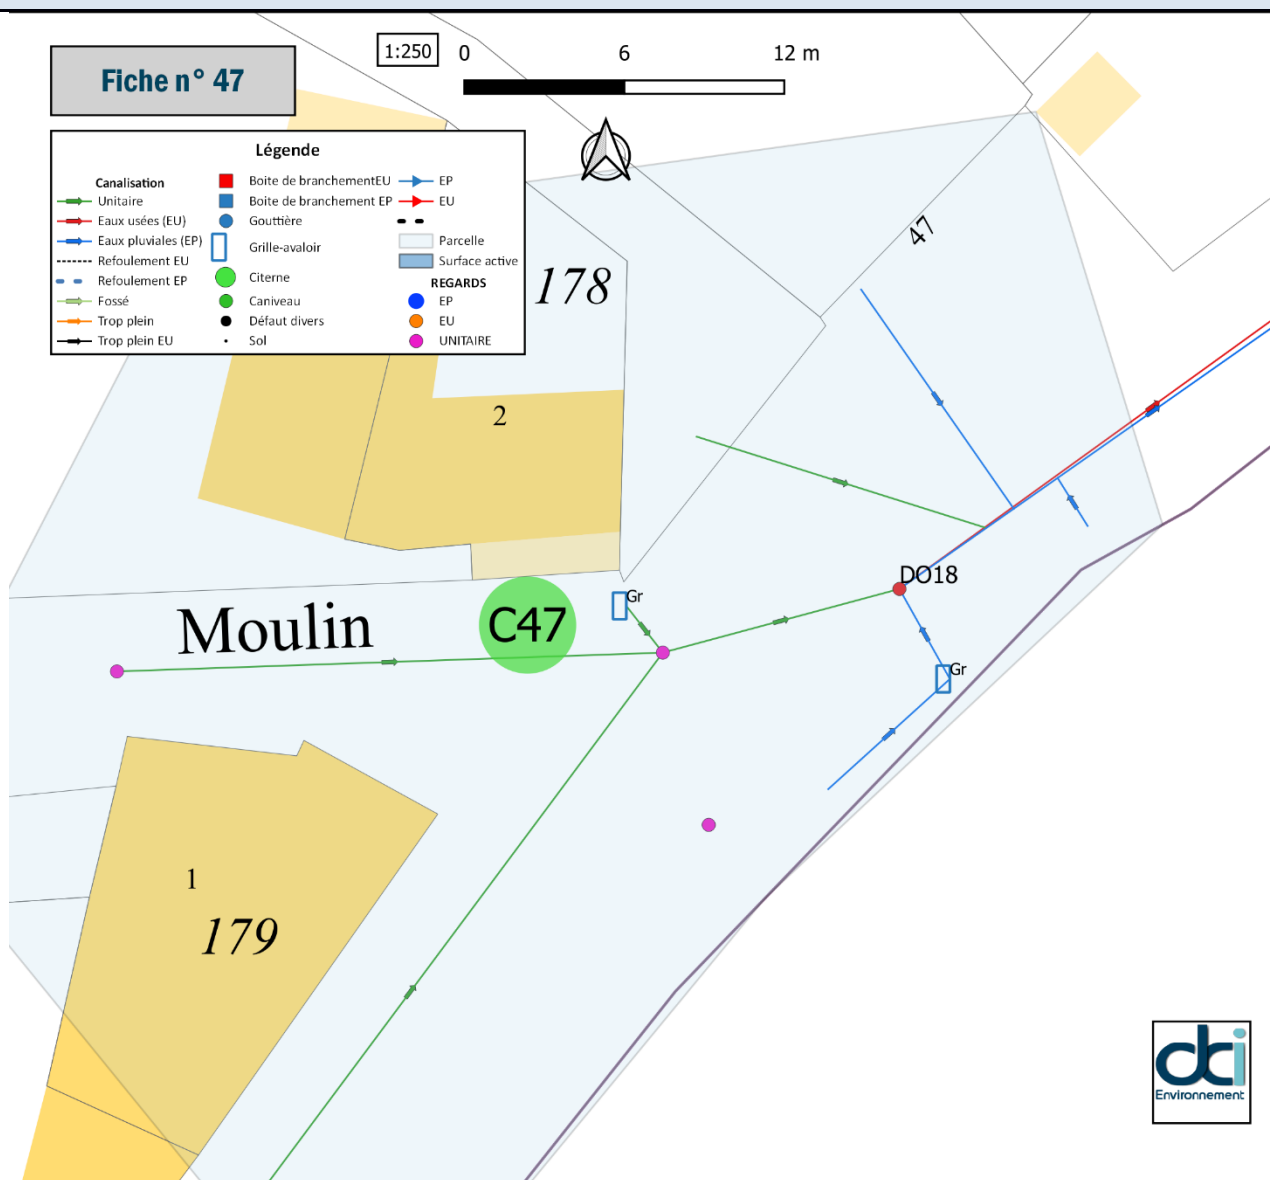 Fiche n° 47
1:250
0 6 12 m
Légende
Canalisation
Unitaire
Eaux usées (EU)
Eaux pluviales (EP)
Refoulement EU
Refoulement EP
Fossé
Trop plein
Trop plein EU
Boite de branchementEU
Boite de branchement EP
Gouttière
Grille-avaloir
Citerne
Caniveau
Défaut divers
Sol
EP
EU
Parcelle
Surface active
REGARDS
EP
EU
UNITAIRE
47
178
2
DO18
Gr
C47
Moulin
Gr
1
179
dci
Environnement